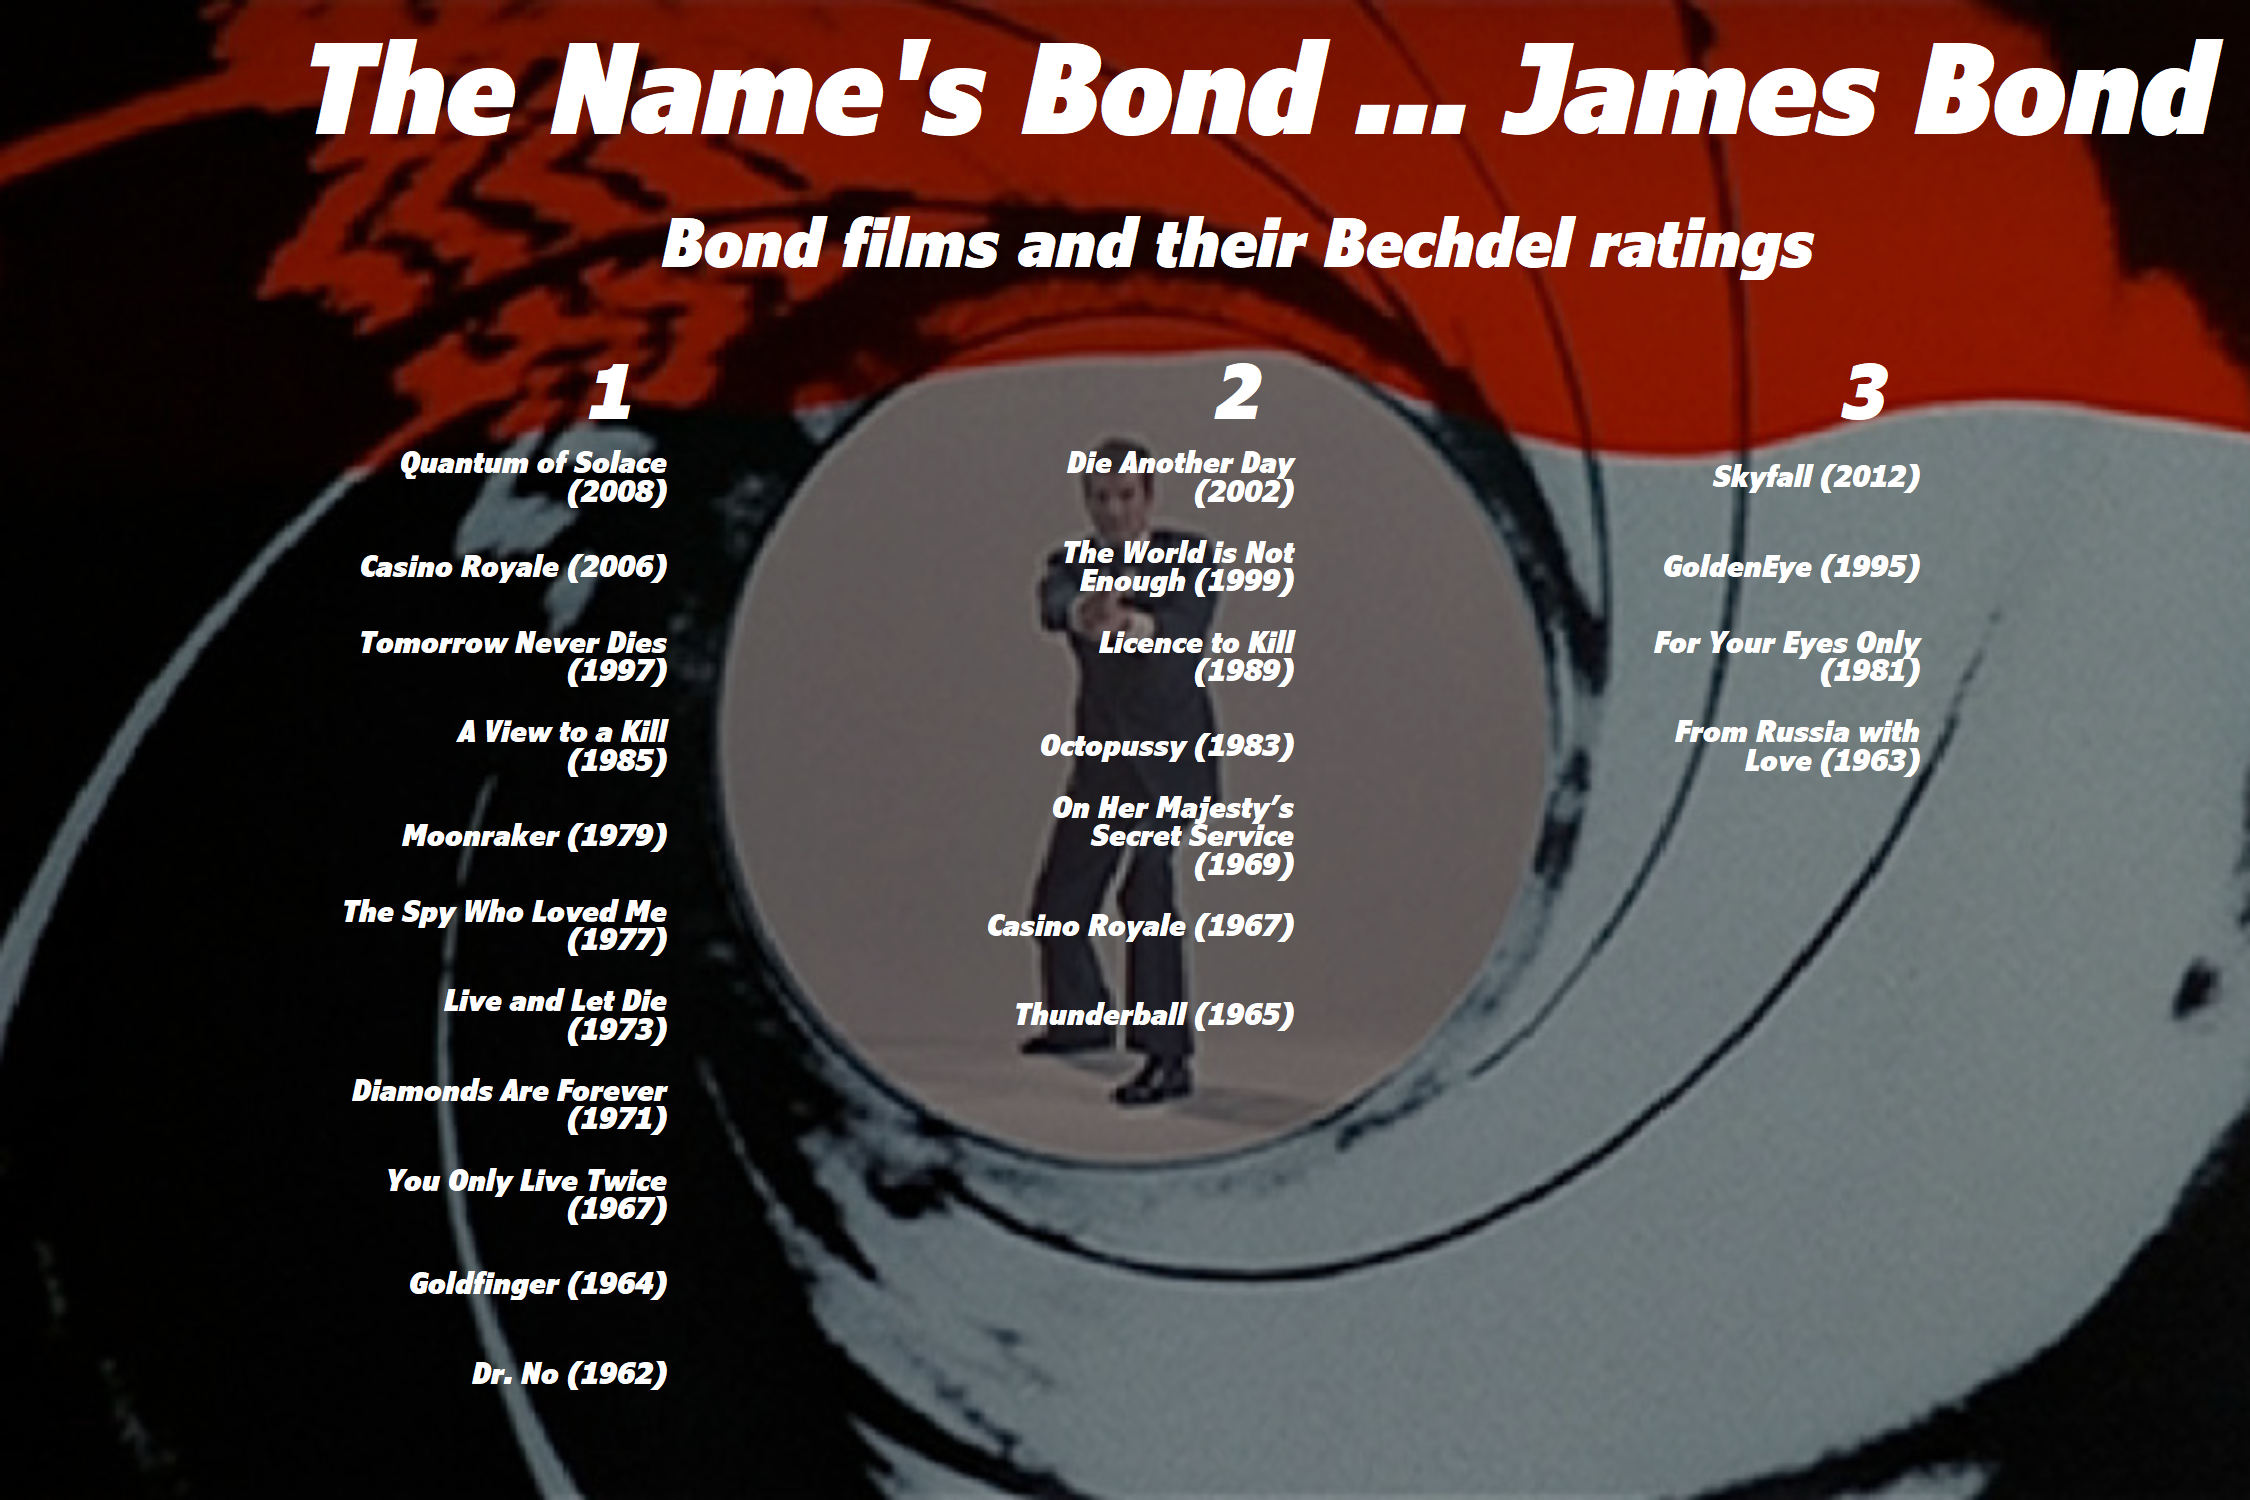 The Name's Bond ... James Bond
Bond films and their Bechdel ratings
1
Quantum of Solace
(2008)
Casino Royale (2006)
Tomorrow Never Dies
(1997)
A View to a Kill
(1985)
Moonraker (1979)
The Spy Who Loved Me
(1977)
Live and Let Die
(1973)
Diamonds Are Forever
(1971)
You Only Live Twice
(1967)
Goldfinger (1964)
Dr. No (1962)
2
Die Another Day
(2002)
The World is Not
Enough (1999)
Licence to Kill
(1989)
Octopussy (1983)
On Her Majesty’s
Secret Service
(1969)
Casino Royale (1967)
Thunderball (1965)
3
Skyfall (2012)
GoldenEye (1995)
For Your Eyes Only
(1981)
From Russia with
Love (1963)